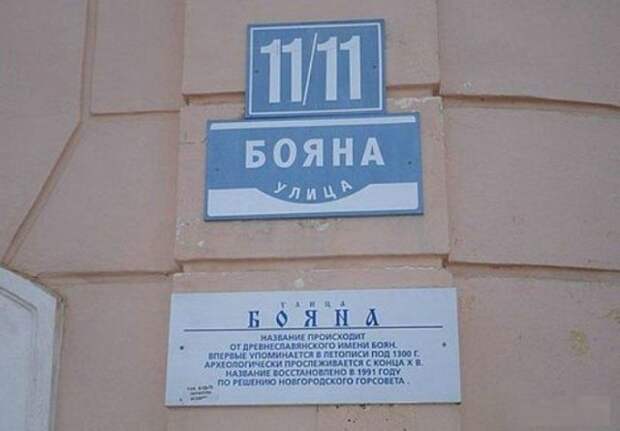 11/11
БОЯНА
УЛИЦА
УЛИЦА
БОЯНА
НАЗВАНИЕ ПРОИСХОДИТ
ОТ ДРЕВНЕСЛАВЯНСКОГО ИМЕНИ БОЯН.
ВПЕРВЫЕ УПОМИНАЕТСЯ В ЛЕТОПИСИ ПОД 1300 Г.
АРХЕОЛОГИЧЕСКИ ПРОСЛЕЖИВАЕТСЯ С КОНЦА X В.
НАЗВАНИЕ ВОССТАНОВЛЕНО В 1991 ГОДУ
ПО РЕШЕНИЮ НОВГОРОДСКОГО ГОРСОВЕТА .